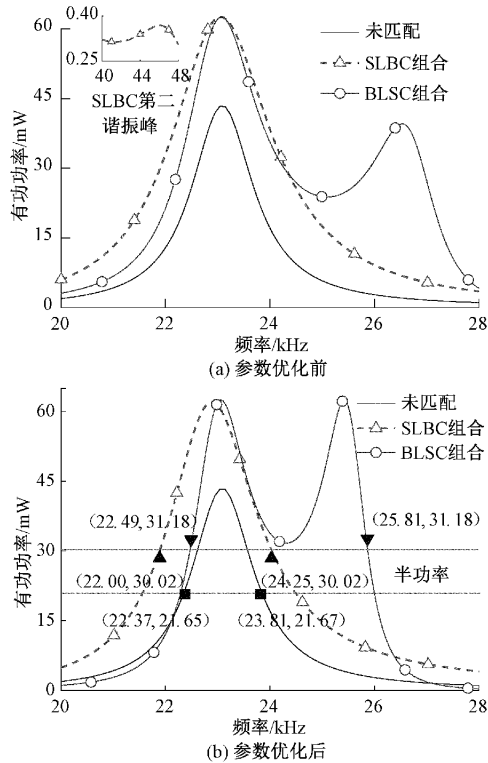 0.40
0.25
40 44 48
SLBC第二
谐振峰
未匹配
SLBC组合
BLSC组合
60
45
30
15
0
有功功率/mW
20 22 24 26 28
频率/kHz
(a) 参数优化前
未匹配
SLBC组合
BLSC组合
60
45
30
15
0
有功功率/mW
(22.49,31.18)
(25.81,31.18)
(22.00,30.02)
(24.25,30.02)
半功率
(22.37,21.65)
(23.81,21.67)
20 22 24 26 28
频率/kHz
(b) 参数优化后